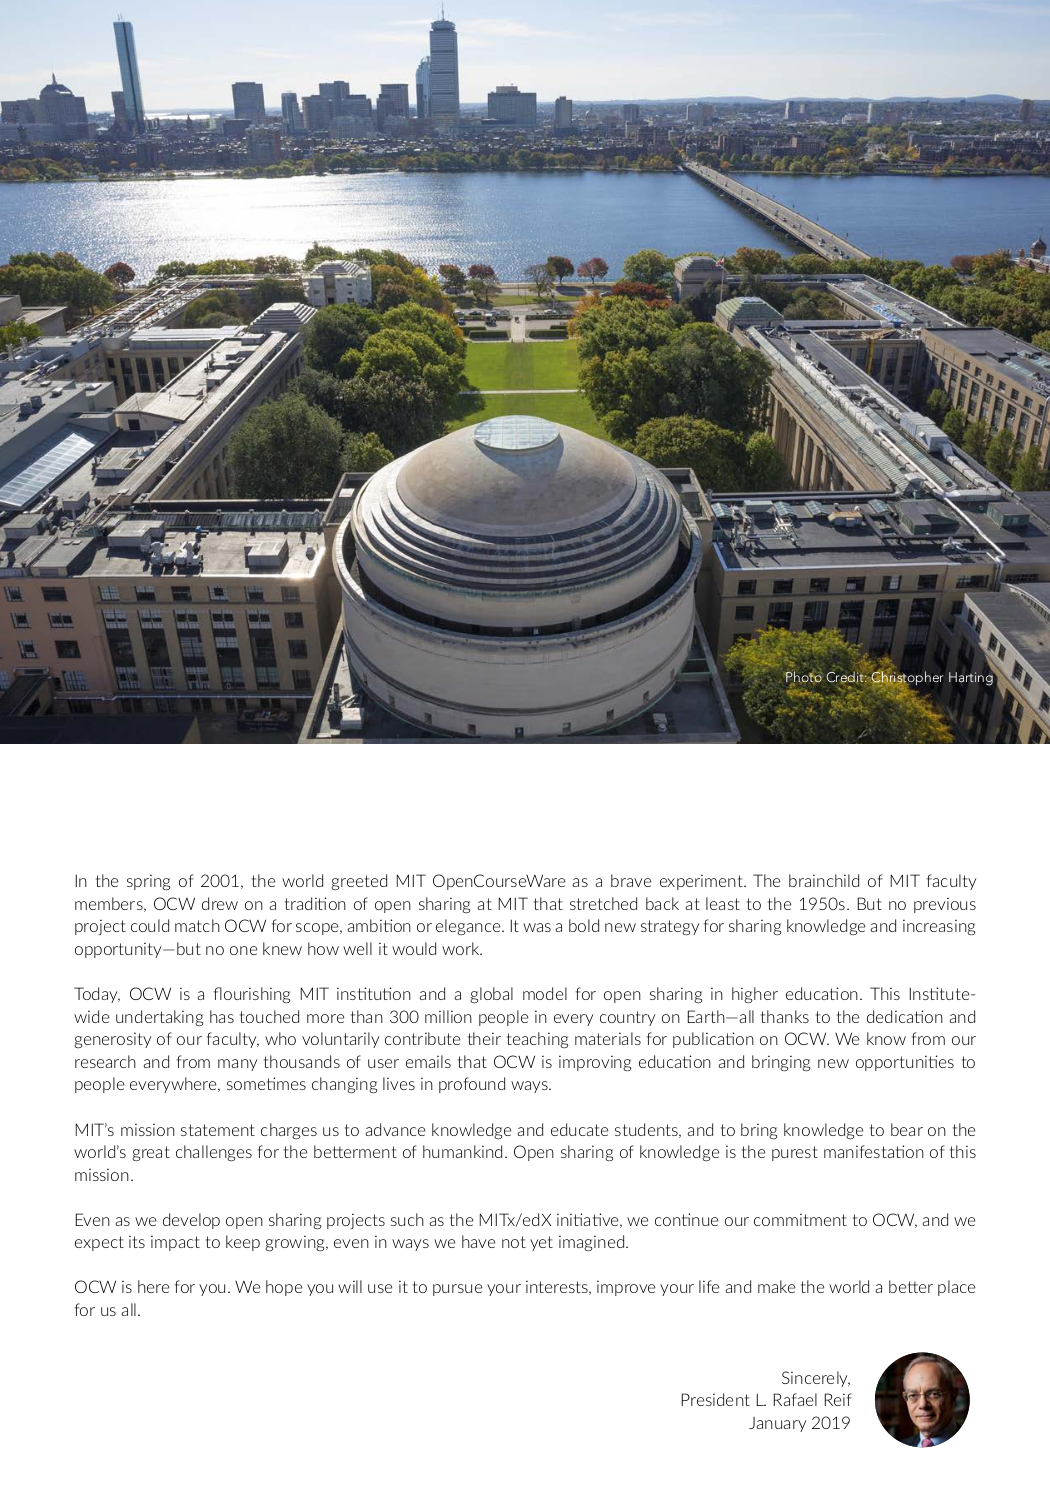 Photo Credit: Christopher Harting
In the spring of 2001, the world greeted MIT OpenCourseWare as a brave experiment. The brainchild of MIT faculty
members, OCW drew on a tradition of open sharing at MIT that stretched back at least to the 1950s. But no previous
project could match OCW for scope, ambition or elegance. It was a bold new strategy for sharing knowledge and increasing
opportunity—but no one knew how well it would work.
Today, OCW is a flourishing MIT institution and a global model for open sharing in higher education. This Institute-
wide undertaking has touched more than 300 million people in every country on Earth—all thanks to the dedication and
generosity of our faculty, who voluntarily contribute their teaching materials for publication on OCW. We know from our
research and from many thousands of user emails that OCW is improving education and bringing new opportunities to
people everywhere, sometimes changing lives in profound ways.
MIT’s mission statement charges us to advance knowledge and educate students, and to bring knowledge to bear on the
world’s great challenges for the betterment of humankind. Open sharing of knowledge is the purest manifestation of this
mission.
Even as we develop open sharing projects such as the MITx/edX initiative, we continue our commitment to OCW, and we
expect its impact to keep growing, even in ways we have not yet imagined.
OCW is here for you. We hope you will use it to pursue your interests, improve your life and make the world a better place
for us all.
Sincerely,
President L. Rafael Reif
January 2019